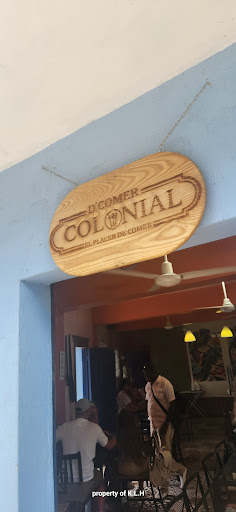 D'COMER
COLONIAL
EL PLACER DE COMER
property of K.L.H